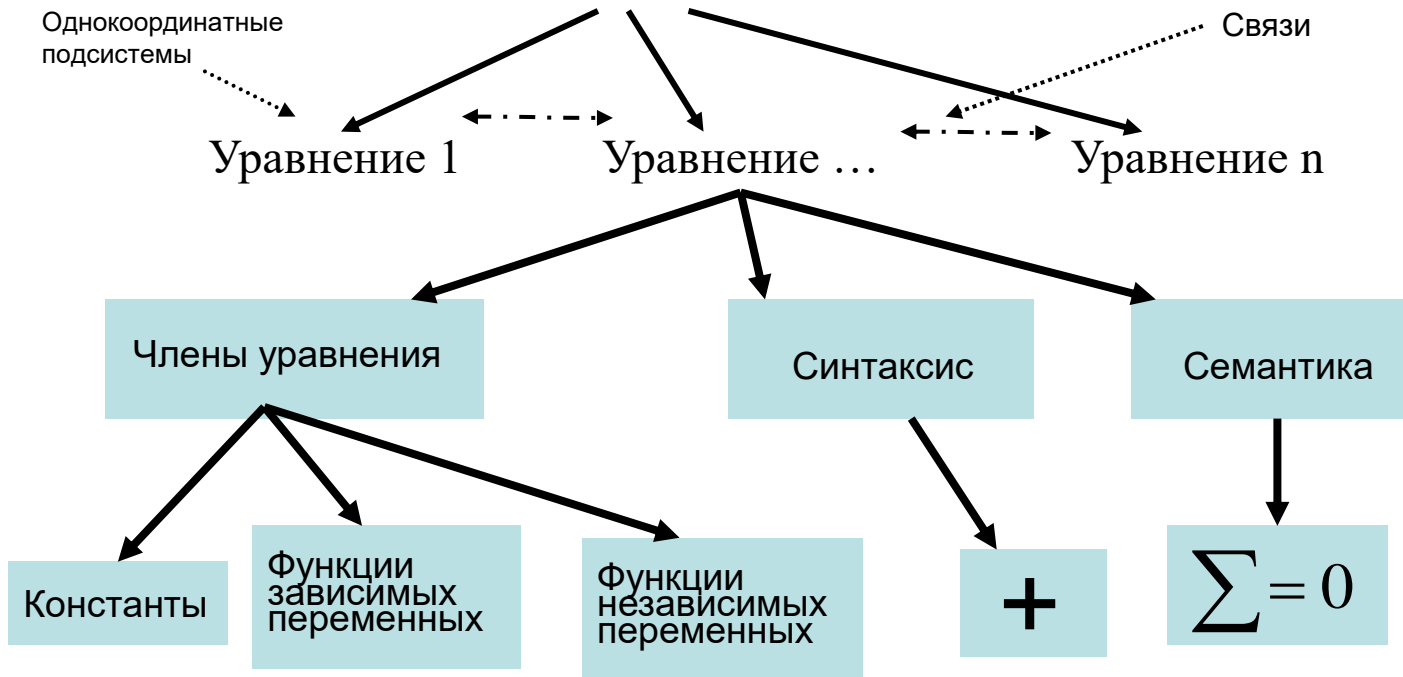 Однокоординатные
подсистемы
Связи
Уравнение 1
Уравнение …
Уравнение n
Члены уравнения
Синтаксис
Семантика
Константы
Функции
зависимых
переменных
Функции
независимых
переменных
+
∑ = 0